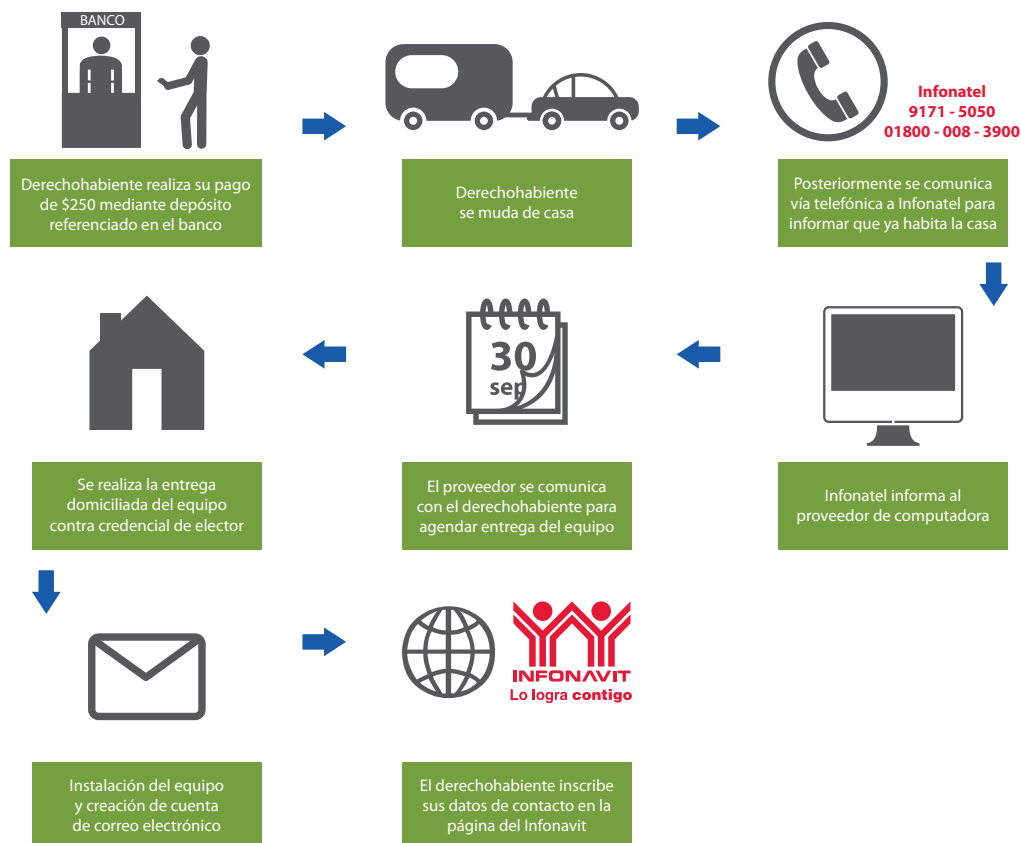 BANCO
Infonatel
9171 - 5050
01800 - 008 - 3900
Derechohabiente realiza su pago
de $250 mediante depósito
referenciado en el banco
Derechohabiente
se muda de casa
Posteriormente se comunica
vía telefónica a Infonatel para
informar que ya habita la casa
30
sep
Infonatel informa al
proveedor de computadora
El proveedor se comunica
con el derechohabiente para
agendar entrega del equipo
Se realiza la entrega
domiciliada del equipo
contra credencial de elector
INFONAVIT
Lo logra contigo
Instalación del equipo
y creación de cuenta
de correo electrónico
El derechohabiente inscribe
sus datos de contacto en la
página del Infonavit